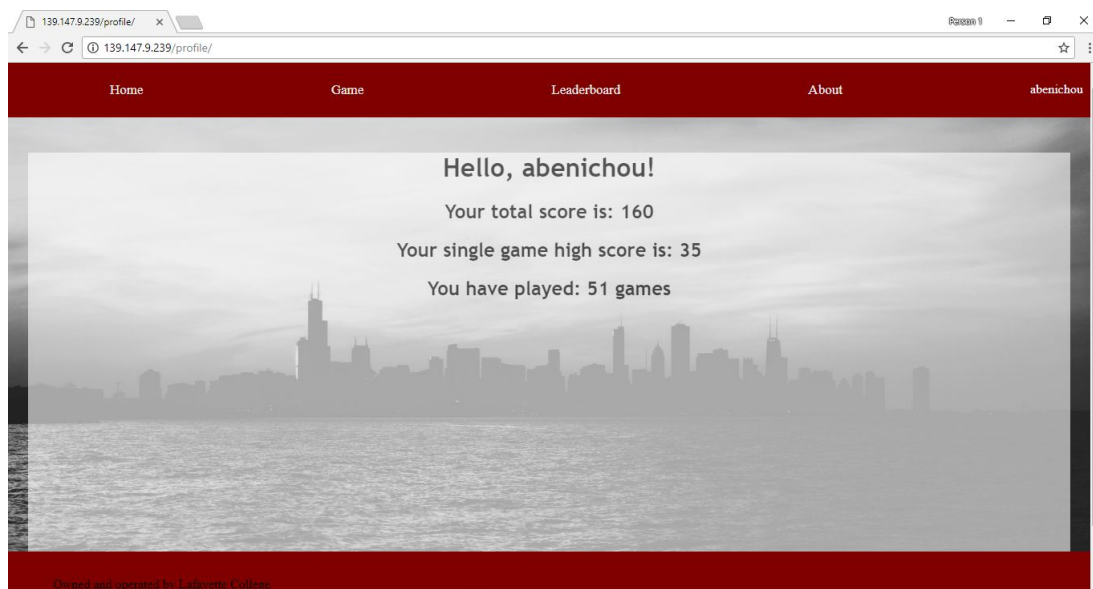 139.147.9.239/profile/
Person 1
139.147.9.239/profile/
Home Game Leaderboard About abenichou
Hello, abenichou!
Your total score is: 160
Your single game high score is: 35
You have played: 51 games
Owned and operated by Lafayette College